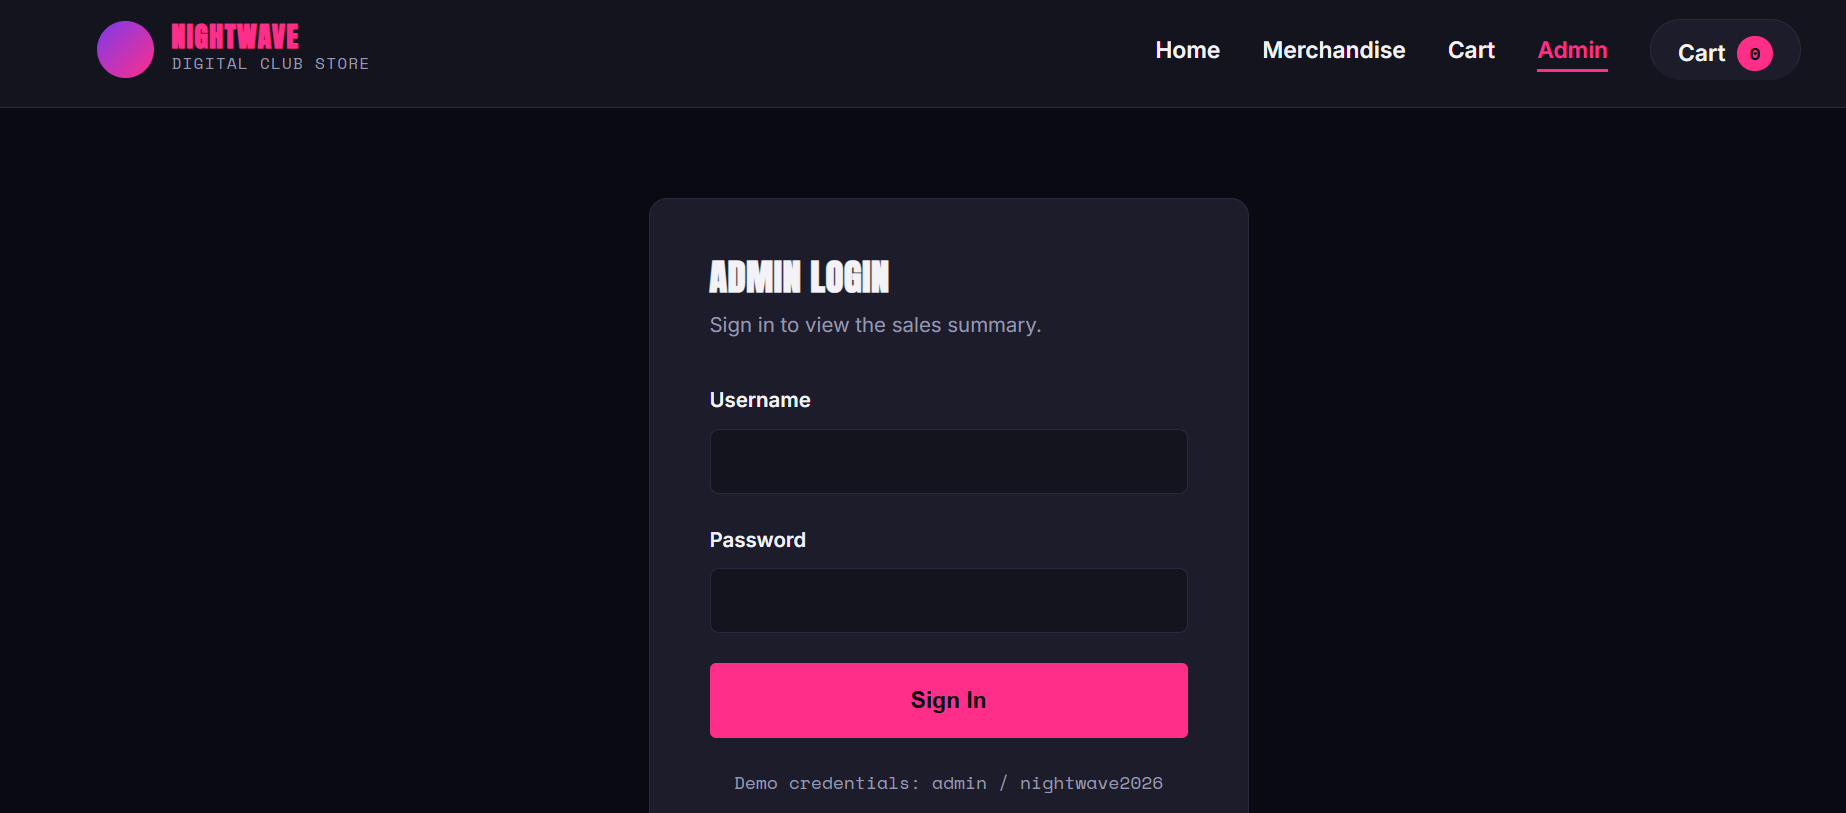 NIGHTWAVE
DIGITAL CLUB STORE
Home
Merchandise
Cart
Admin
Cart 0
ADMIN LOGIN
Sign in to view the sales summary.
Username
Password
Sign In
Demo credentials: admin / nightwave2026